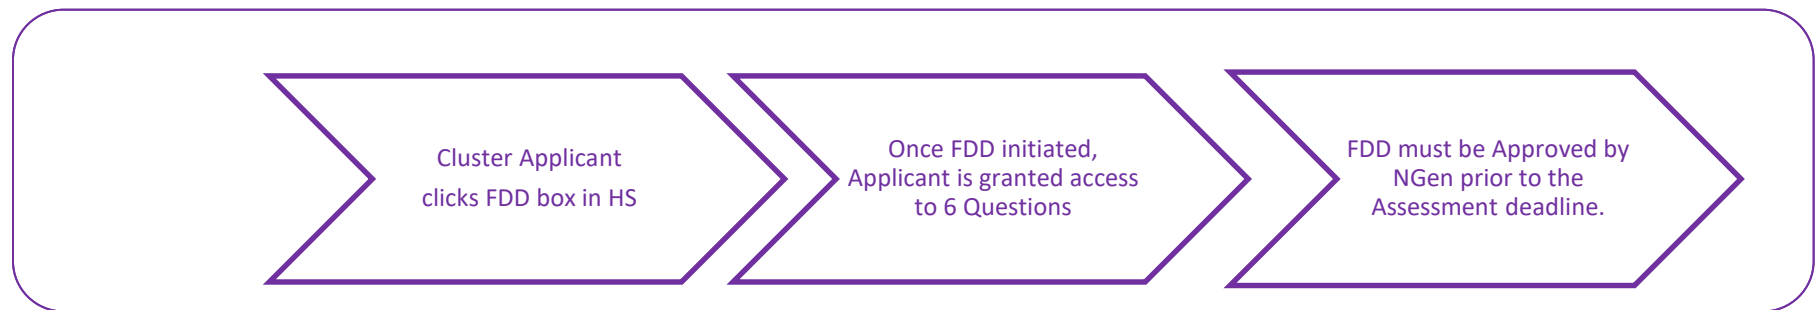 Cluster Applicant
clicks FDD box in HS
Once FDD initiated,
Applicant is granted access
to 6 Questions
FDD must be Approved by
NGen prior to the
Assessment deadline.